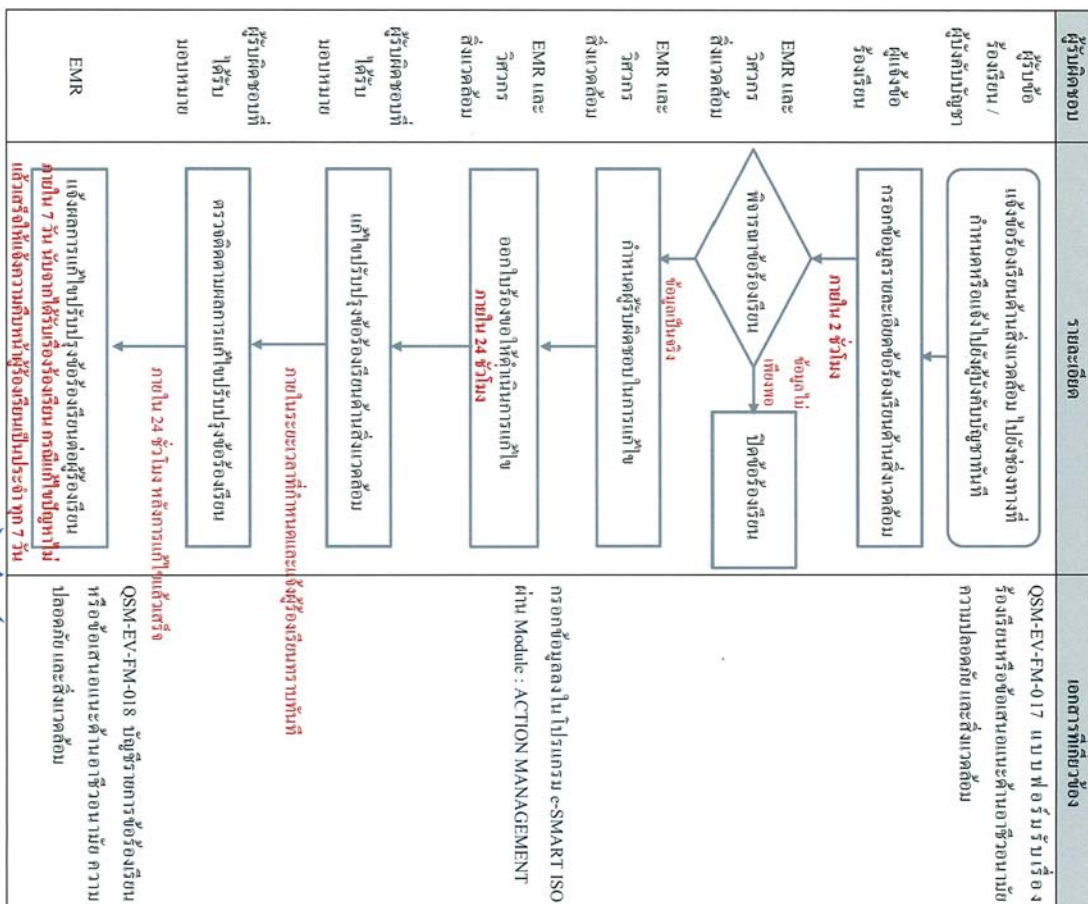 ผู้รับผิดชอบ
รายละเอียด
เอกสารที่เกี่ยวข้อง
ผู้รับข้อ
ร้องเรียน /
ผู้บังคับบัญชา
แจ้งข้อร้องเรียนด้านสิ่งแวดล้อม ไปยังช่องทางที่
กำหนดหรือแจ้งไปยังผู้บังคับบัญชาทันที
QSM-EV-FM-017 แบบฟอร์มรับเรื่อง
ร้องเรียนหรือข้อเสนอแนะด้านอาชีวอนามัย
ความปลอดภัย และสิ่งแวดล้อม
ผู้แจ้งข้อ
ร้องเรียน
กรอกข้อมูลรายละเอียดข้อร้องเรียนด้านสิ่งแวดล้อม
ภายใน 2 ชั่วโมง
EMR และ
วิศวกร
สิ่งแวดล้อม
พิจารณาข้อร้องเรียน
ข้อมูลไม่
เพียงพอ
ปิดข้อร้องเรียน
ข้อมูลเป็นจริง
EMR และ
วิศวกร
สิ่งแวดล้อม
กำหนดผู้รับผิดชอบในการแก้ไข
EMR และ
วิศวกร
สิ่งแวดล้อม
ออกใบร้องขอให้ดำเนินการแก้ไข
ภายใน 24 ชั่วโมง
กรอกข้อมูลลงในโปรแกรม e-SMART ISO
ผ่าน Module : ACTION MANAGEMENT
ผู้รับผิดชอบที่
ได้รับ
มอบหมาย
แก้ไขปรับปรุงข้อร้องเรียนด้านสิ่งแวดล้อม
ภายในระยะเวลาที่กำหนดและแจ้งผู้ร้องเรียนทราบทันที
ผู้รับผิดชอบที่
ได้รับ
มอบหมาย
ตรวจติดตามผลการแก้ไขปรับปรุงข้อร้องเรียน
ภายใน 24 ชั่วโมง หลังการแก้ไขแล้วเสร็จ
EMR
แจ้งผลการแก้ไขปรับปรุงข้อร้องเรียนต่อผู้ร้องเรียน
ภายใน 7 วัน นับจากได้รับเรื่องร้องเรียน กรณีแก้ไขปัญหาไม่
แล้วเสร็จให้แจ้งความคืบหน้าผู้ร้องเรียนเป็นประจำ ทุก 7 วัน
QSM-EV-FM-018 บัญชีรายการข้อร้องเรียน
หรือข้อเสนอแนะด้านอาชีวอนามัย ความ
ปลอดภัย และสิ่งแวดล้อม